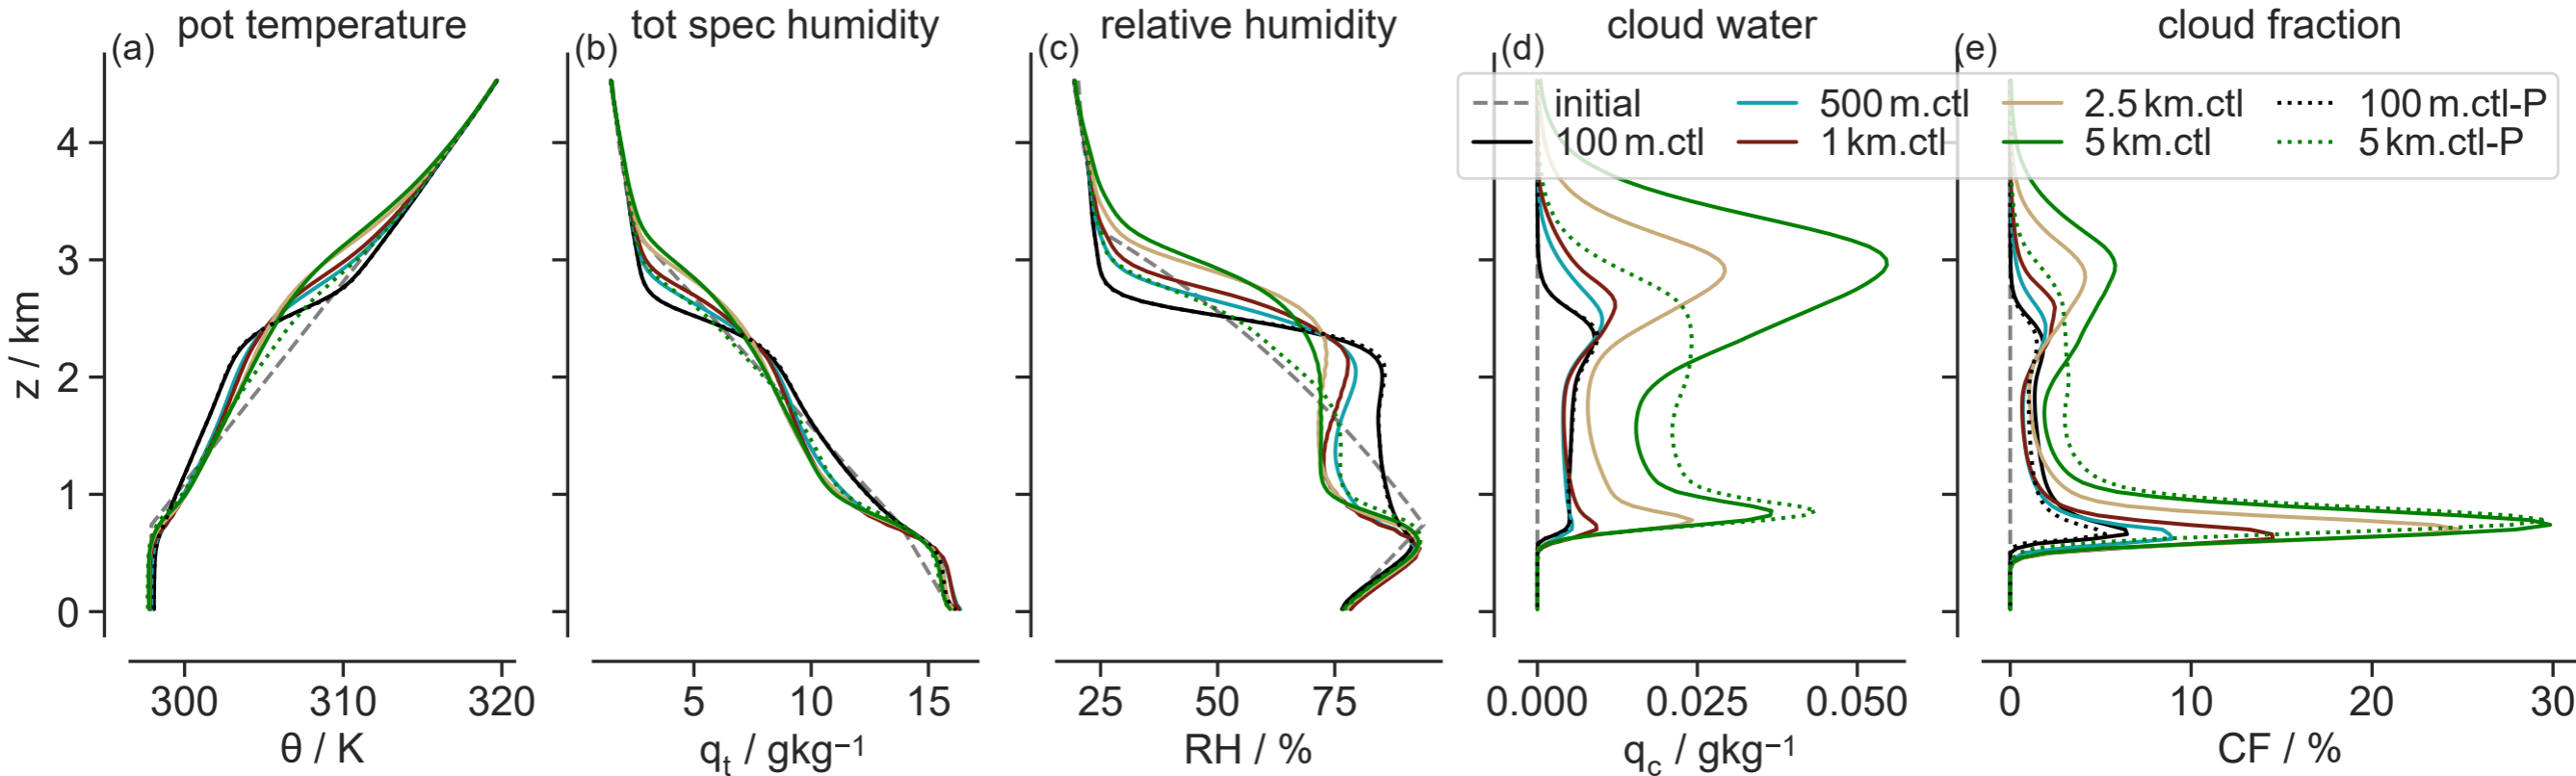 (a) pot temperature
(b) tot spec humidity
(c) relative humidity
(d) cloud water
(e) cloud fraction
initial
100 m.ctl
500 m.ctl
1 km.ctl
2.5 km.ctl
5 km.ctl
100 m.ctl-P
5 km.ctl-P
z / km
4
3
2
1
0
300 310 320
θ / K
5 10 15
qₜ / gkg⁻¹
25 50 75
RH / %
0.000 0.025 0.050
q_c / gkg⁻¹
0 10 20 30
CF / %